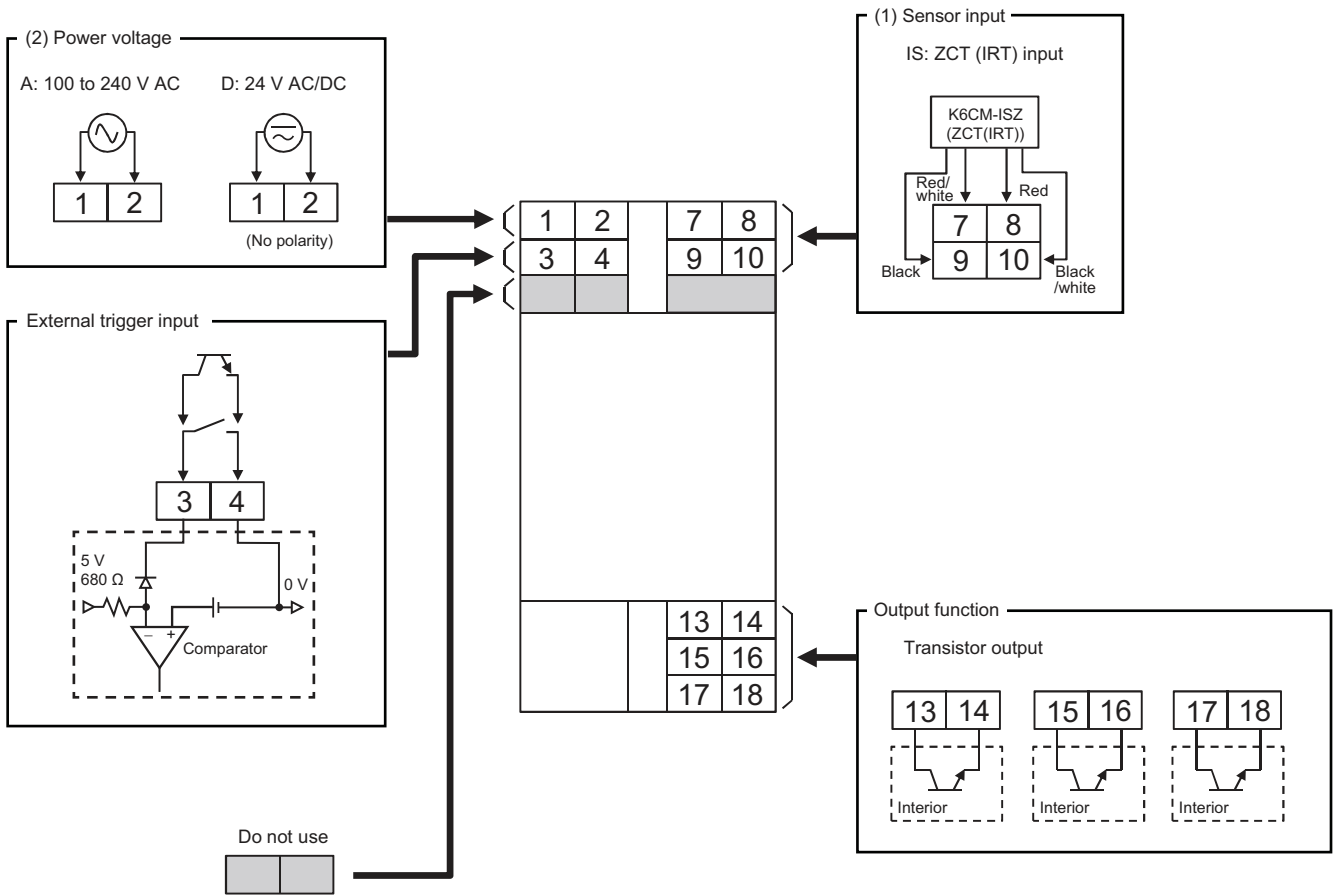 (2) Power voltage
A: 100 to 240 V AC
D: 24 V AC/DC
1 2
1 2
(No polarity)
External trigger input
3 4
5 V
680 Ω
0 V
– +
Comparator
Do not use
1 2 7 8
3 4 9 10
13 14
15 16
17 18
(1) Sensor input
IS: ZCT (IRT) input
K6CM-ISZ
(ZCT(IRT))
Red/
white
Red
7 8
9 10
Black
Black
/white
Output function
Transistor output
13 14
15 16
17 18
Interior
Interior
Interior